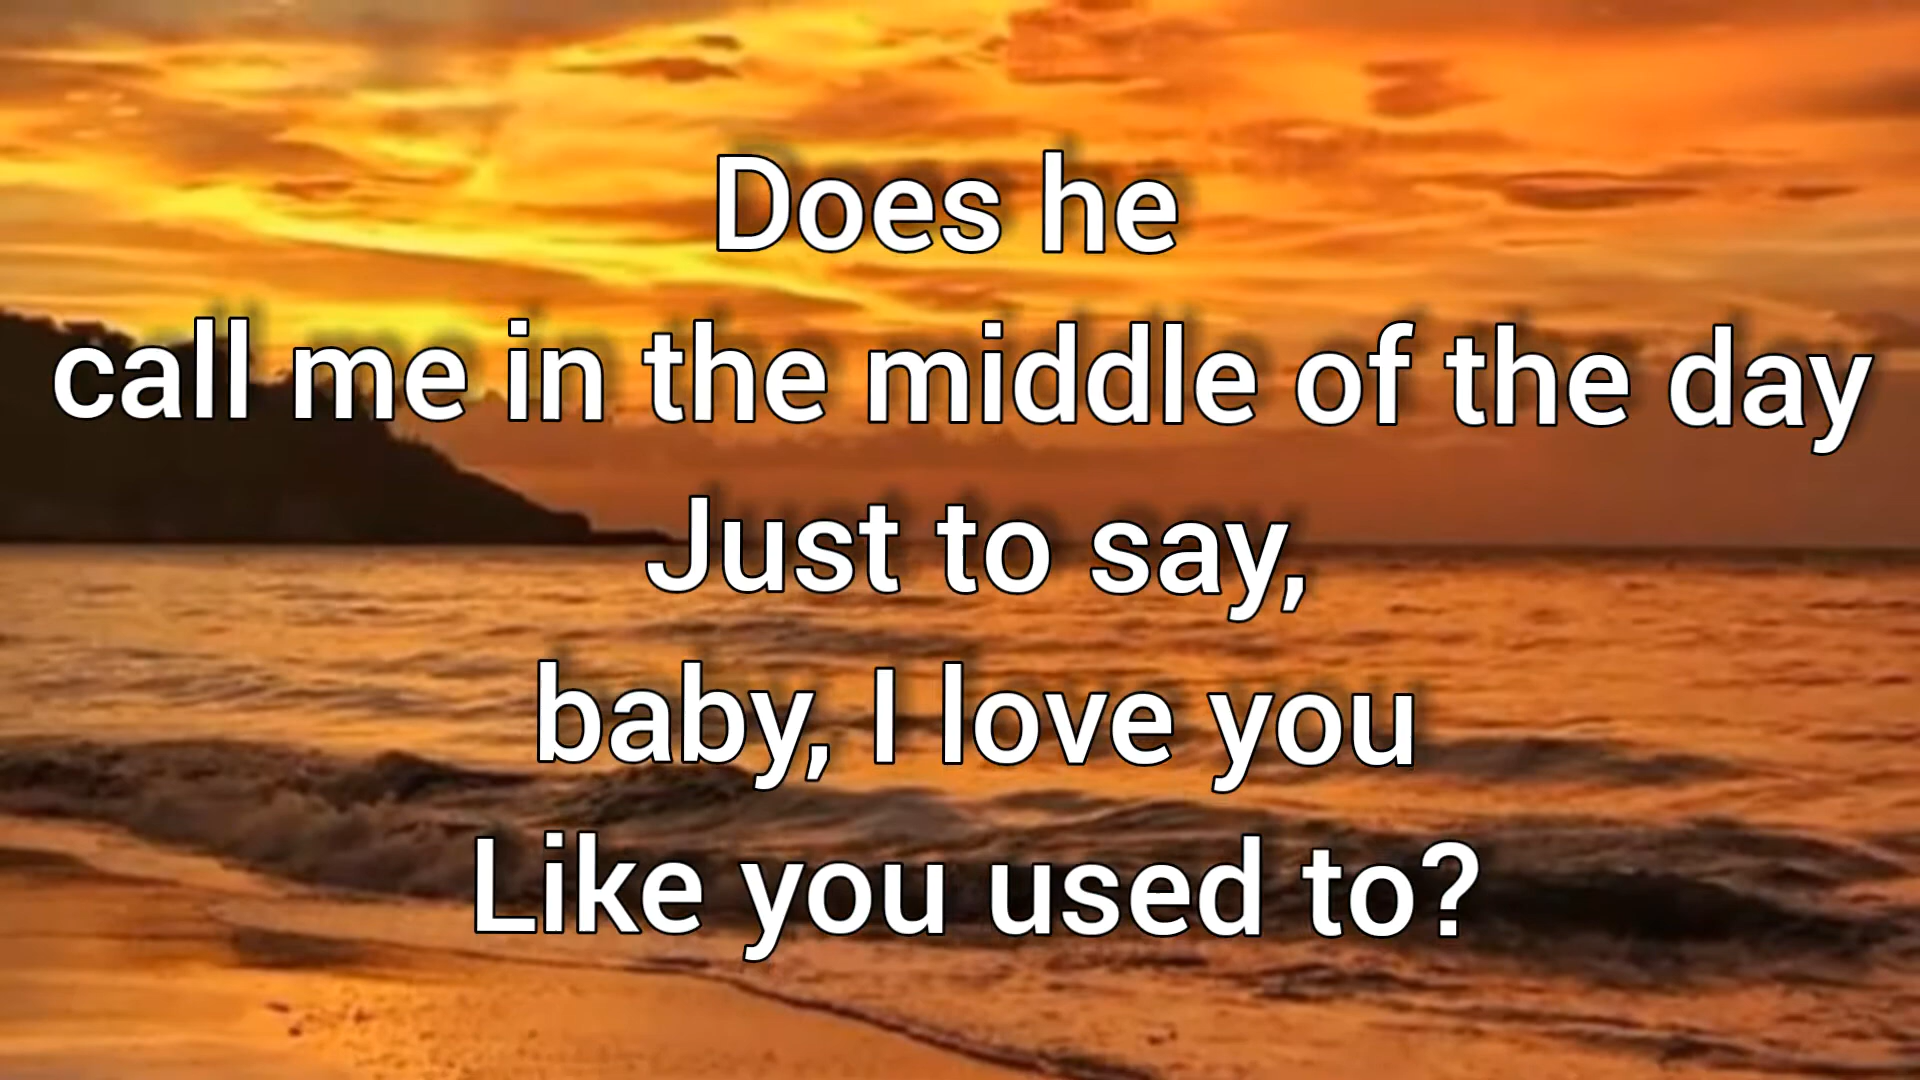 Does he
call me in the middle of the day
Just to say,
baby, I love you
Like you used to?